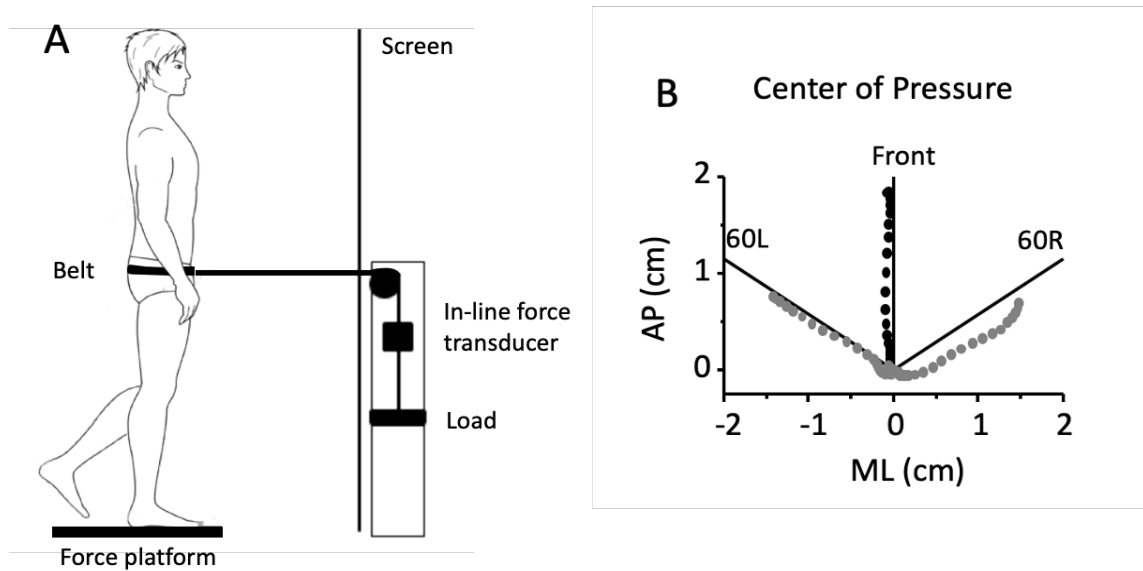 A
Screen
Belt
In-line force
transducer
Load
Force platform
B
Center of Pressure
Front
2
60L
60R
1
AP (cm)
0
-2
-1
0
1
2
ML (cm)